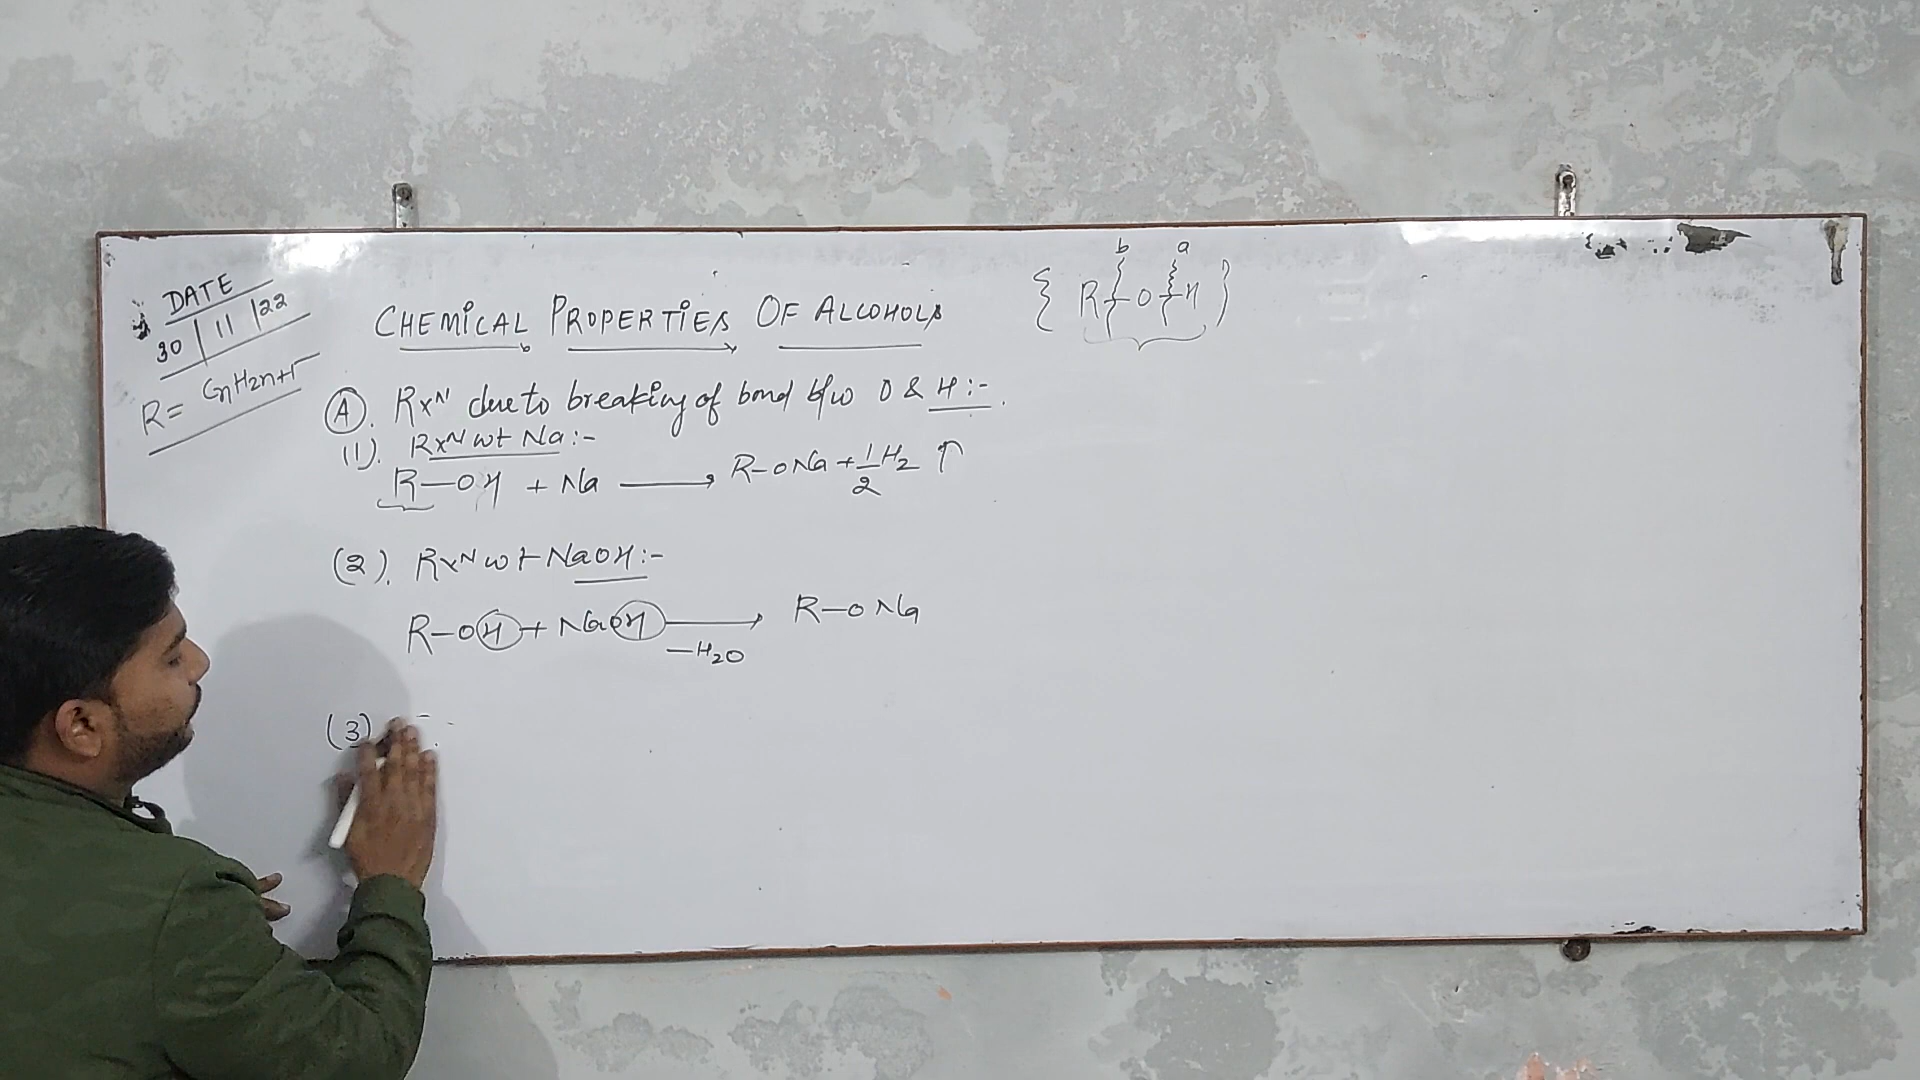 DATE
30 | 11 | 22
R = CnH2n+1
CHEMICAL PROPERTIES OF ALCOHOLS
b a
{ R-O-H }
(A). RxN due to breaking of bond b/w O & H:-
(1). RxN wt Na:-
R-OH + Na ⟶ R-ONa + 1/2 H2 ↑
(2). RxN wt NaOH:-
R-OH + NaOH ⟶ R-ONa
-H2O
(3)